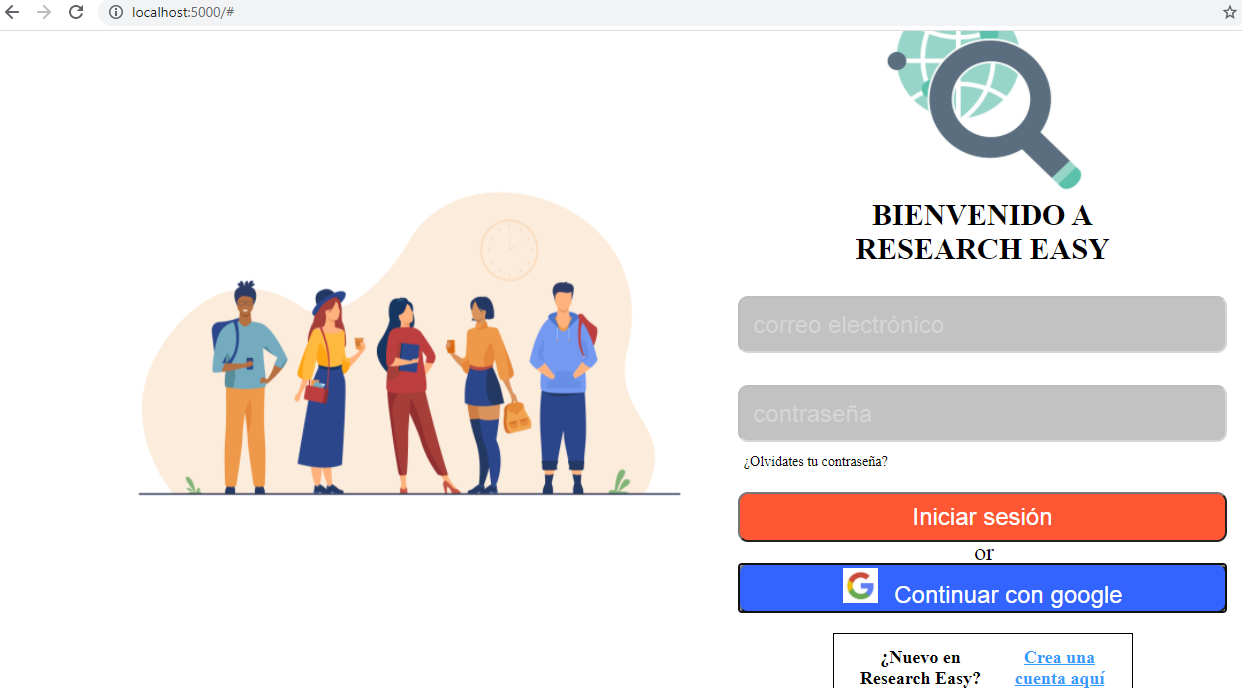 localhost:5000/#
BIENVENIDO A
RESEARCH EASY
correo electrónico
contraseña
¿Olvidates tu contraseña?
Iniciar sesión
or
G Continuar con google
¿Nuevo en
Research Easy?
Crea una
cuenta aquí